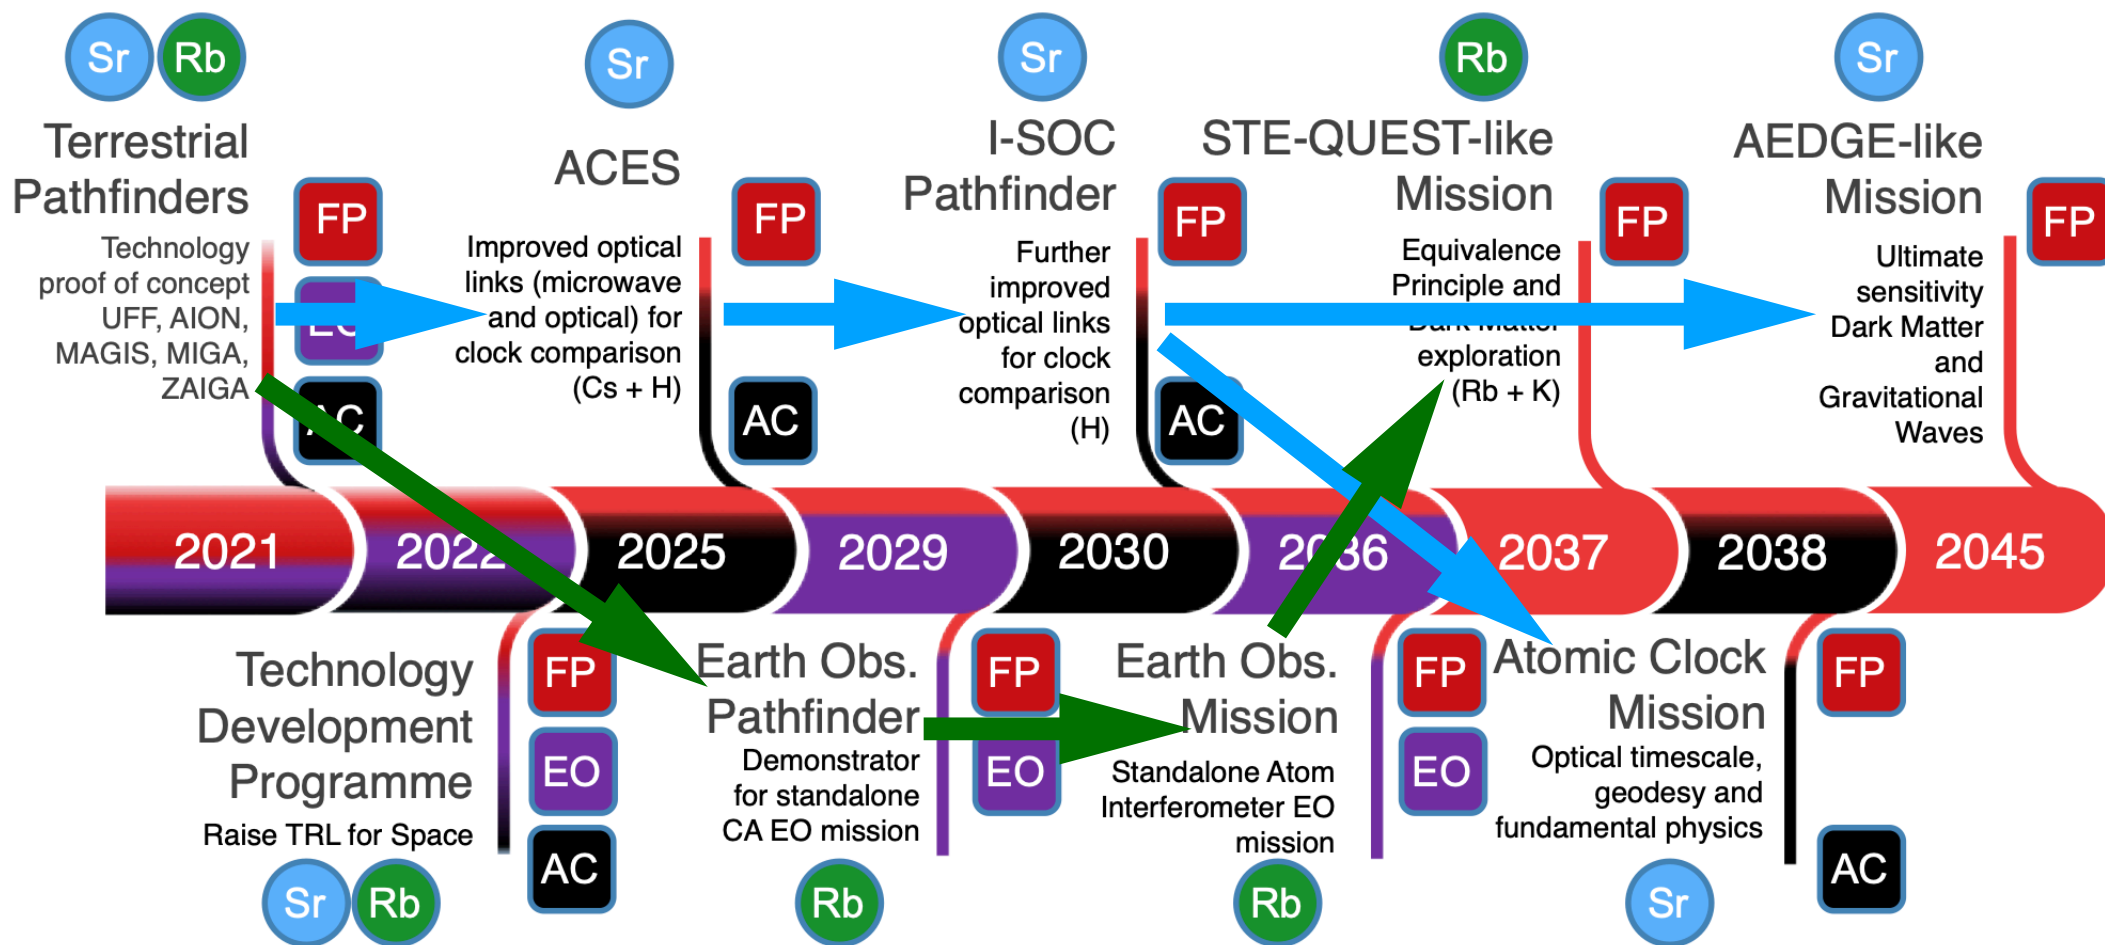 Sr Rb
Terrestrial
Pathfinders
Technology
proof of concept
UFF, AION,
MAGIS, MIGA,
ZAIGA
FP
EO
AC
Sr
ACES
Improved optical
links (microwave
and optical) for
clock comparison
(Cs + H)
FP
AC
Sr
I-SOC
Pathfinder
Further
improved
optical links
for clock
comparison
(H)
FP
AC
Rb
STE-QUEST-like
Mission
Equivalence
Principle and
Dark Matter
exploration
(Rb + K)
FP
Sr
AEDGE-like
Mission
Ultimate
sensitivity
Dark Matter
and
Gravitational
Waves
FP
2021 2022 2025 2029 2030 2036 2037 2038 2045
Technology
Development
Programme
Raise TRL for Space
Sr Rb
FP
EO
AC
Earth Obs.
Pathfinder
Demonstrator
for standalone
CA EO mission
Rb
FP
EO
Earth Obs.
Mission
Standalone Atom
Interferometer EO
mission
Rb
FP
EO
Atomic Clock
Mission
Optical timescale,
geodesy and
fundamental physics
Sr
FP
AC